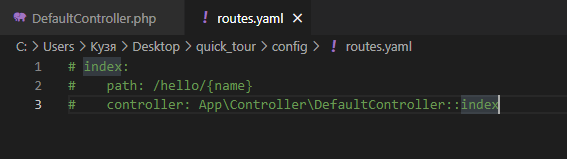 DefaultController.php
! routes.yaml ×
C: > Users > Кузя > Desktop > quick_tour > config > ! routes.yaml
1 # index:
2 #    path: /hello/{name}
3 #    controller: App\Controller\DefaultController::index